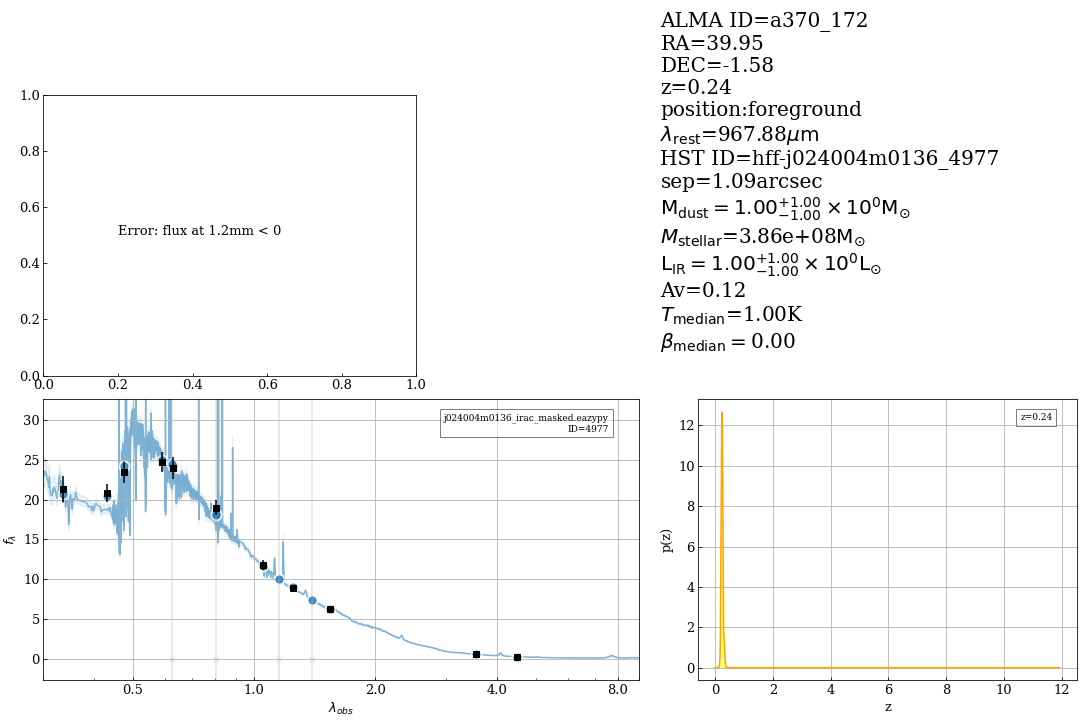 ALMA ID=a370_172
RA=39.95
DEC=-1.58
z=0.24
position:foreground
λrest=967.88μm
HST ID=hff-j024004m0136_4977
sep=1.09arcsec
Mdust = 1.00 +1.00 −1.00 × 10^0 M⊙
Mstellar=3.86e+08M⊙
LIR = 1.00 +1.00 −1.00 × 10^0 L⊙
Av=0.12
Tmedian=1.00K
βmedian = 0.00
1.0
0.8
0.6
0.4
0.2
0.0
Error: flux at 1.2mm < 0
0.0 0.2 0.4 0.6 0.8 1.0
30
25
20
15
10
5
0
fλ
j024004m0136_irac_masked.eazypy
ID=4977
0.5 1.0 2.0 4.0 8.0
λobs
12
10
8
6
4
2
0
p(z)
z=0.24
0 2 4 6 8 10 12
z